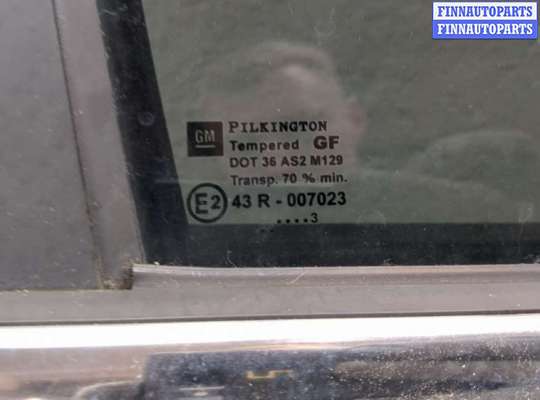 FINNAUTOPARTS
FINNAUTOPARTS
GM PILKINGTON
Tempered GF
DOT 36 AS2 M129
Transp. 70 % min.
E2 43 R - 007023
....3